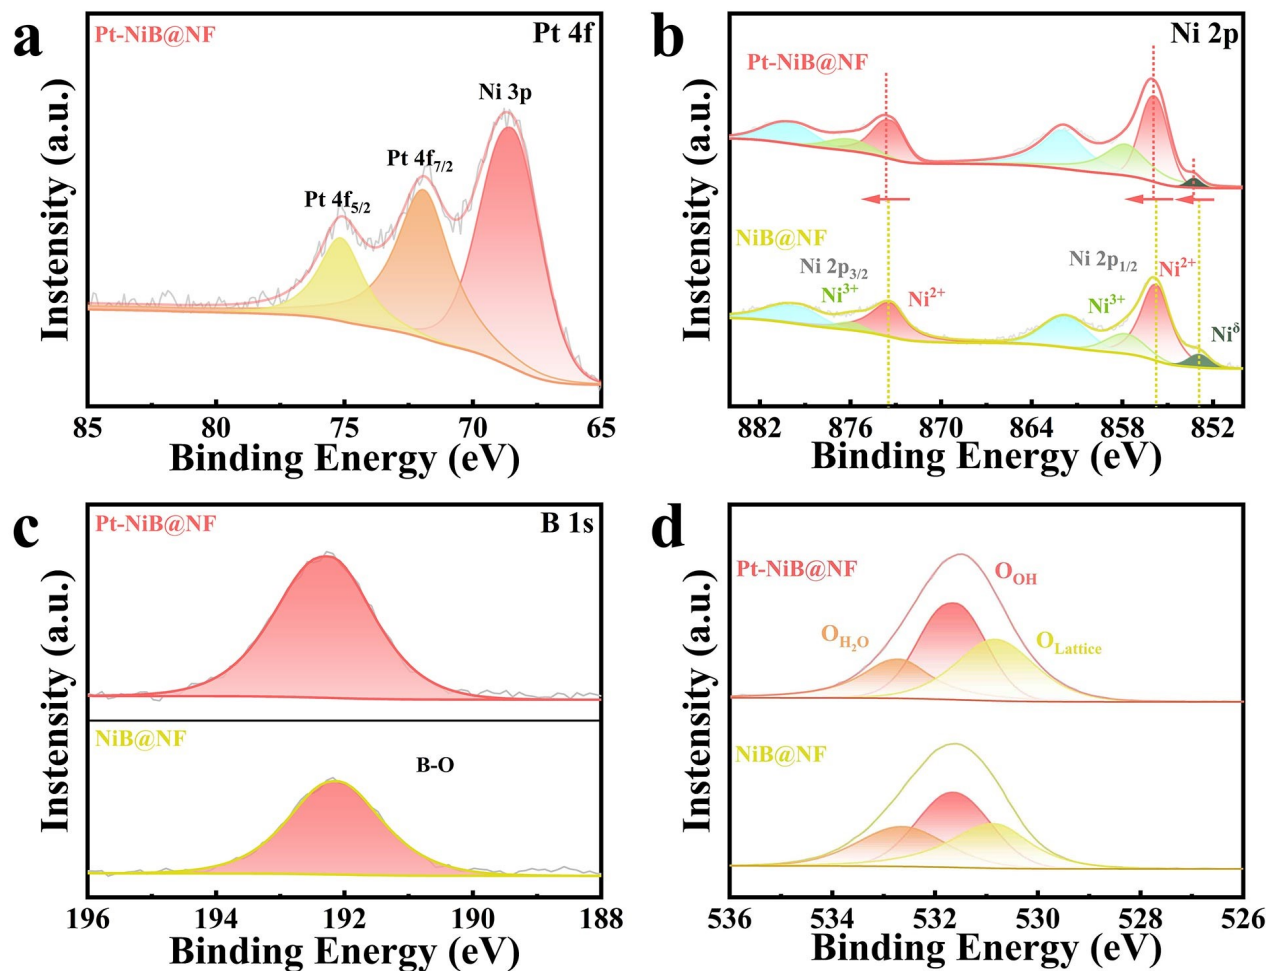 a
Pt-NiB@NF
Pt 4f
Ni 3p
Pt 4f7/2
Pt 4f5/2
Instensity (a.u.)
85 80 75 70 65
Binding Energy (eV)
b
Ni 2p
Pt-NiB@NF
NiB@NF
Ni 2p3/2
Ni3+
Ni2+
Ni 2p1/2
Ni2+
Ni3+
Niδ
Instensity (a.u.)
882 876 870 864 858 852
Binding Energy (eV)
c
Pt-NiB@NF
B 1s
NiB@NF
B-O
Instensity (a.u.)
196 194 192 190 188
Binding Energy (eV)
d
Pt-NiB@NF
OOH
OH2O
OLattice
NiB@NF
Instensity (a.u.)
536 534 532 530 528 526
Binding Energy (eV)